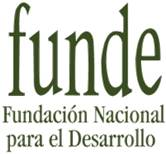 funde
Fundación Nacional
para el Desarrollo